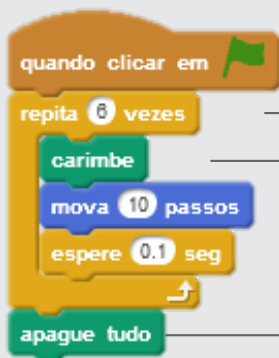 quando clicar em
repita 6 vezes
carimbe
mova 10 passos
espere 0.1 seg
apague tudo